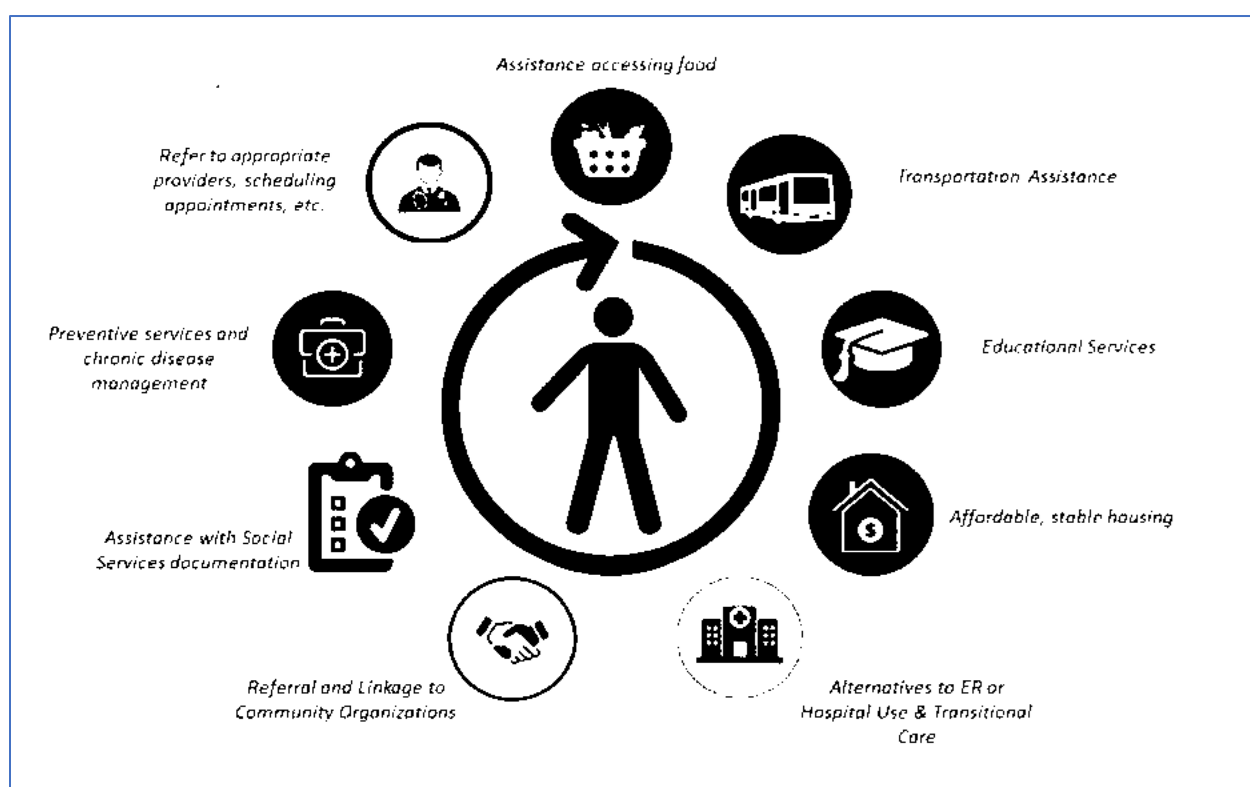 Assistance accessing food
Refer to appropriate
providers, scheduling
appointments, etc.
Transportation Assistance
Preventive services and
chronic disease
management
Educational Services
Assistance with Social
Services documentation
Affordable, stable housing
Referral and Linkage to
Community Organizations
Alternatives to ER or
Hospital Use & Transitional
Care
$